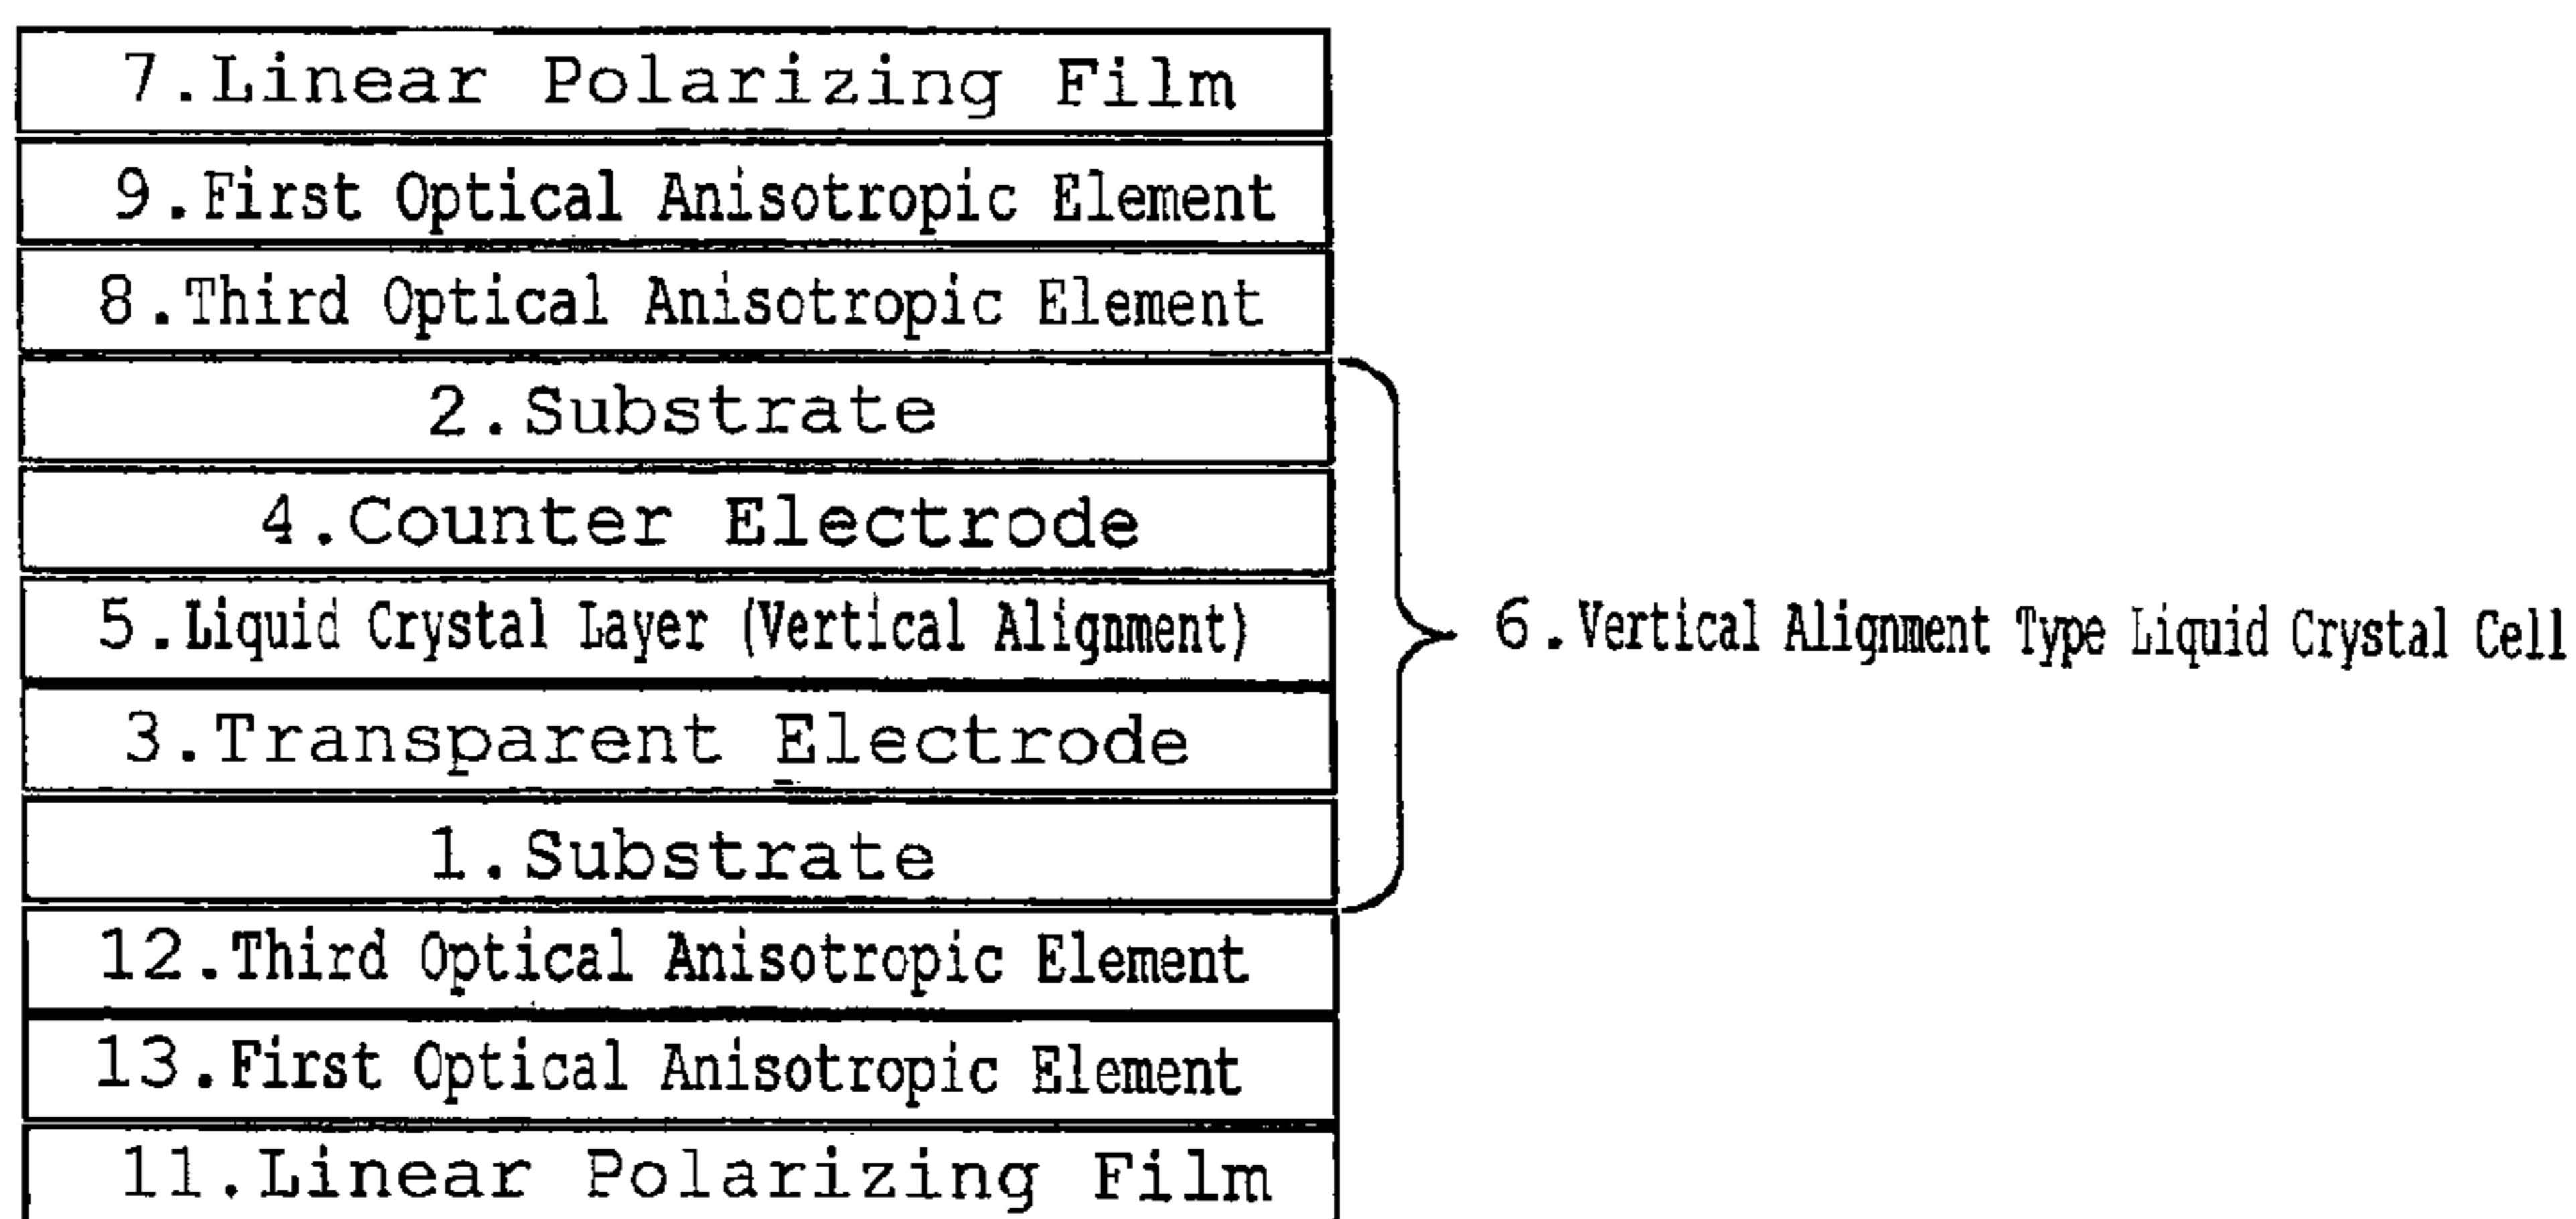 7.Linear Polarizing Film
9.First Optical Anisotropic Element
8.Third Optical Anisotropic Element
2.Substrate
4.Counter Electrode
5.Liquid Crystal Layer (Vertical Alignment)
6.Vertical Alignment Type Liquid Crystal Cell
3.Transparent Electrode
1.Substrate
12.Third Optical Anisotropic Element
13.First Optical Anisotropic Element
11.Linear Polarizing Film